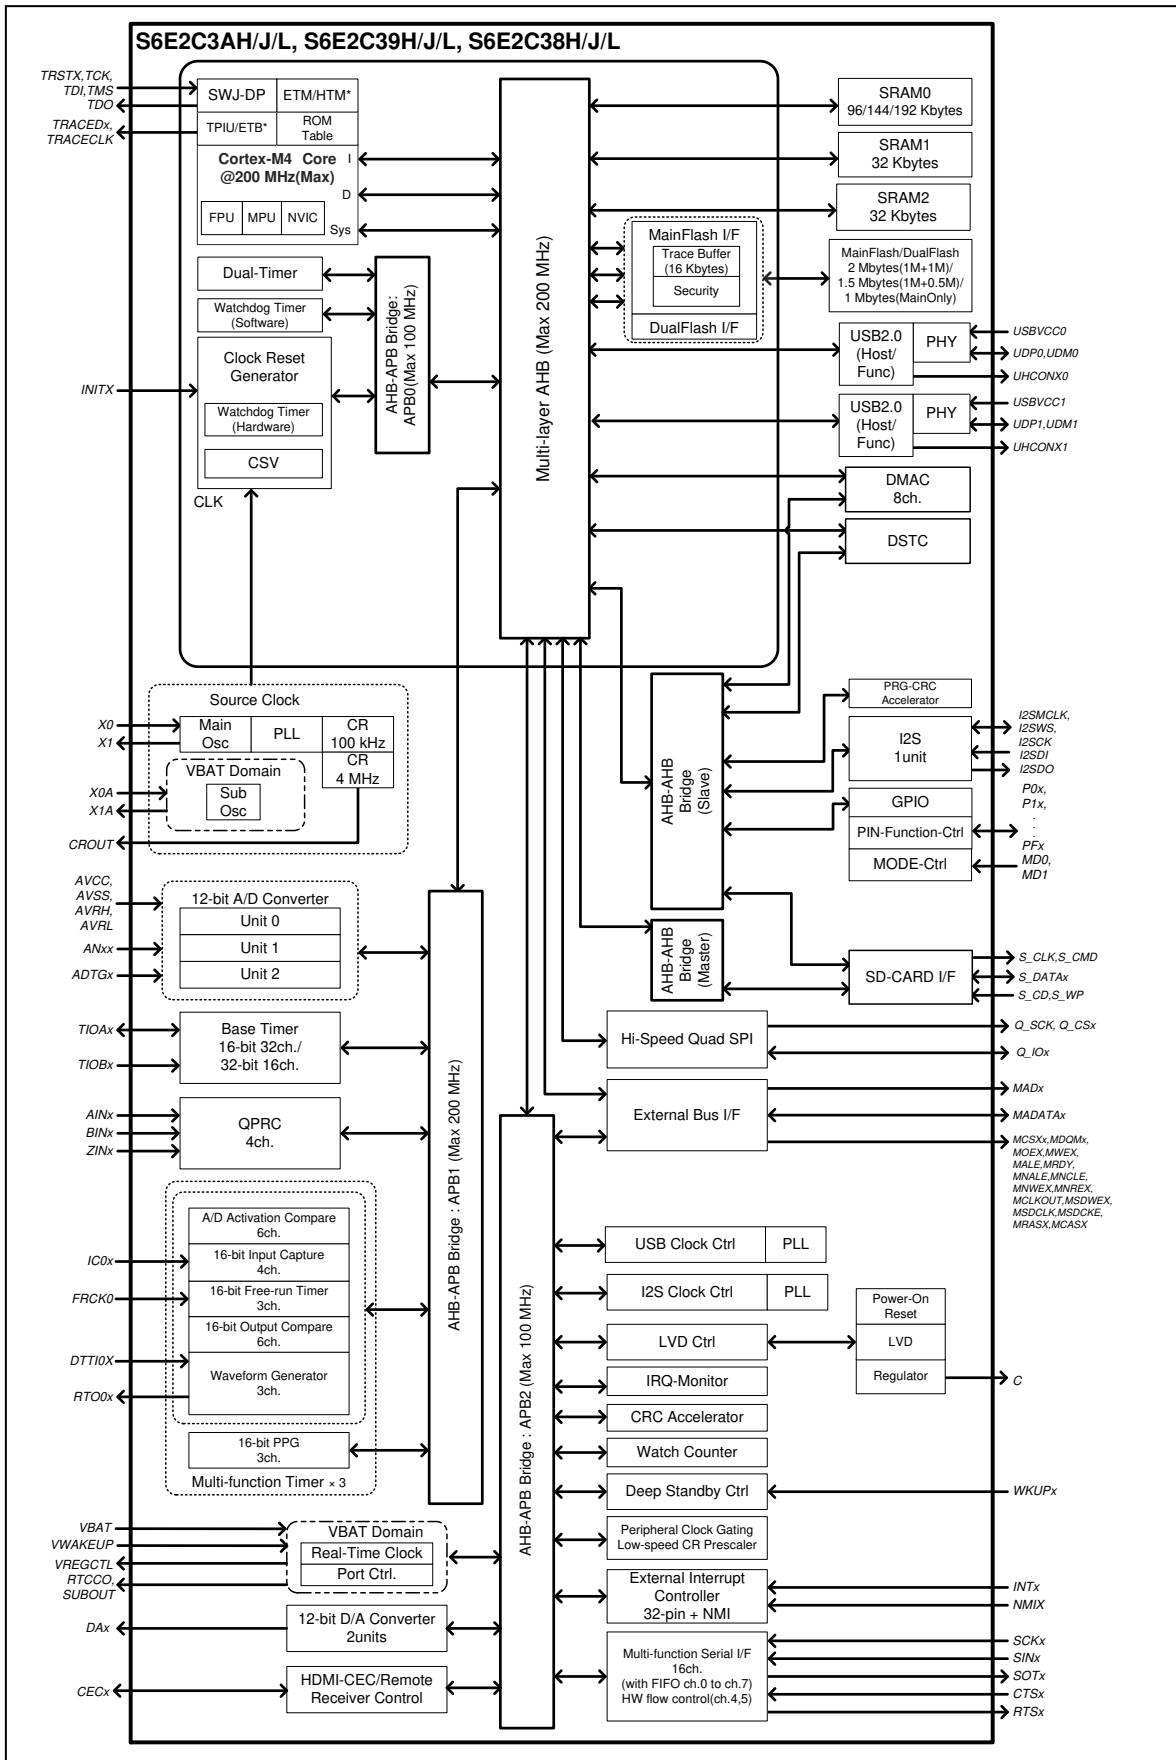 S6E2C3AH/J/L, S6E2C39H/J/L, S6E2C38H/J/L
TRSTX,TCK,
TDI,TMS
TDO
TRACEDx,
TRACECLK
SWJ-DP
ETM/HTM*
TPIU/ETB*
ROM
Table
Cortex-M4 Core
@200 MHz(Max)
I
D
Sys
FPU
MPU
NVIC
Dual-Timer
Watchdog Timer
(Software)
Clock Reset
Generator
Watchdog Timer
(Hardware)
CSV
CLK
INITX
AHB-APB Bridge:
APB0(Max 100 MHz)
Multi-layer AHB (Max 200 MHz)
SRAM0
96/144/192 Kbytes
SRAM1
32 Kbytes
SRAM2
32 Kbytes
MainFlash I/F
Trace Buffer
(16 Kbytes)
Security
DualFlash I/F
MainFlash/DualFlash
2 Mbytes(1M+1M)/
1.5 Mbytes(1M+0.5M)/
1 Mbytes(MainOnly)
USB2.0
(Host/
Func)
PHY
USBVCC0
UDP0,UDM0
UHCONX0
USB2.0
(Host/
Func)
PHY
USBVCC1
UDP1,UDM1
UHCONX1
DMAC
8ch.
DSTC
Source Clock
X0
X1
Main
Osc
PLL
CR
100 kHz
CR
4 MHz
VBAT Domain
Sub
Osc
X0A
X1A
CROUT
AHB-AHB
Bridge
(Slave)
PRG-CRC
Accelerator
I2S
1unit
I2SMCLK,
I2SWS,
I2SCK
I2SDI
I2SDO
GPIO
PIN-Function-Ctrl
MODE-Ctrl
P0x,
P1x,
.
.
PFx
MD0,
MD1
AHB-AHB
Bridge
(Master)
SD-CARD I/F
S_CLK,S_CMD
S_DATAx
S_CD,S_WP
AVCC,
AVSS,
AVRH,
AVRL
ANxx
ADTGx
12-bit A/D Converter
Unit 0
Unit 1
Unit 2
TIOAx
TIOBx
Base Timer
16-bit 32ch./
32-bit 16ch.
AINx
BINx
ZINx
QPRC
4ch.
AHB-APB Bridge : APB1 (Max 200 MHz)
Hi-Speed Quad SPI
Q_SCK, Q_CSx
Q_IOx
External Bus I/F
MADx
MADATAx
MCSXx,MDQMx,
MOEX,MWEX,
MALE,MRDY,
MNALE,MNCLE,
MNWEX,MNREX,
MCLKOUT,MSDWEX,
MSDCLK,MSDCKE,
MRASX,MCASX
A/D Activation Compare
6ch.
16-bit Input Capture
4ch.
16-bit Free-run Timer
3ch.
16-bit Output Compare
6ch.
Waveform Generator
3ch.
16-bit PPG
3ch.
Multi-function Timer × 3
IC0x
FRCK0
DTTI0X
RTO0x
AHB-APB Bridge : APB2 (Max 100 MHz)
USB Clock Ctrl
PLL
I2S Clock Ctrl
PLL
LVD Ctrl
Power-On
Reset
LVD
Regulator
C
IRQ-Monitor
CRC Accelerator
Watch Counter
Deep Standby Ctrl
WKUPx
Peripheral Clock Gating
Low-speed CR Prescaler
External Interrupt
Controller
32-pin + NMI
INTx
NMIX
Multi-function Serial I/F
16ch.
(with FIFO ch.0 to ch.7)
HW flow control(ch.4,5)
SCKx
SINx
SOTx
CTSx
RTSx
VBAT
VWAKEUP
VREGCTL
RTCCO,
SUBOUT
VBAT Domain
Real-Time Clock
Port Ctrl.
DAx
12-bit D/A Converter
2units
CECx
HDMI-CEC/Remote
Receiver Control